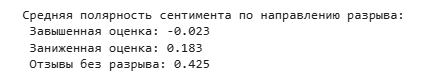 Средняя полярность сентимента по направлению разрыва:
Завышенная оценка: -0.023
Заниженная оценка: 0.183
Отзывы без разрыва: 0.425